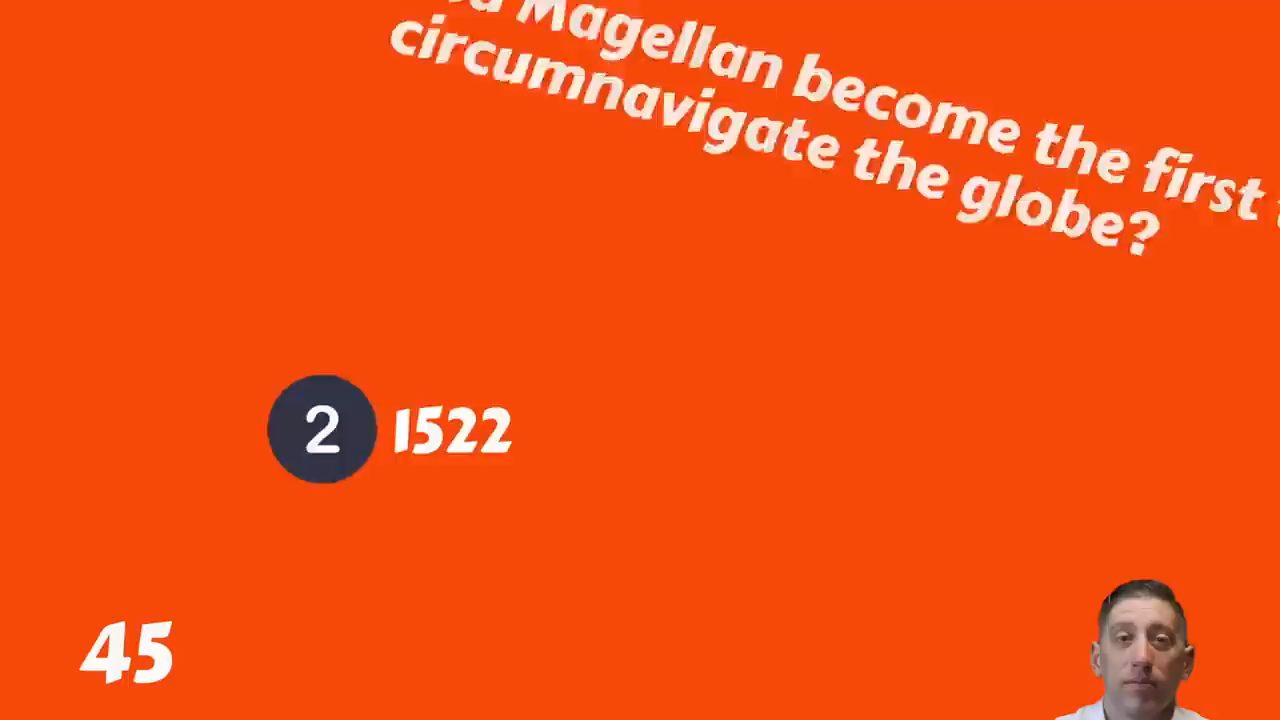 Magellan become the first
circumnavigate the globe?
2 1522
45